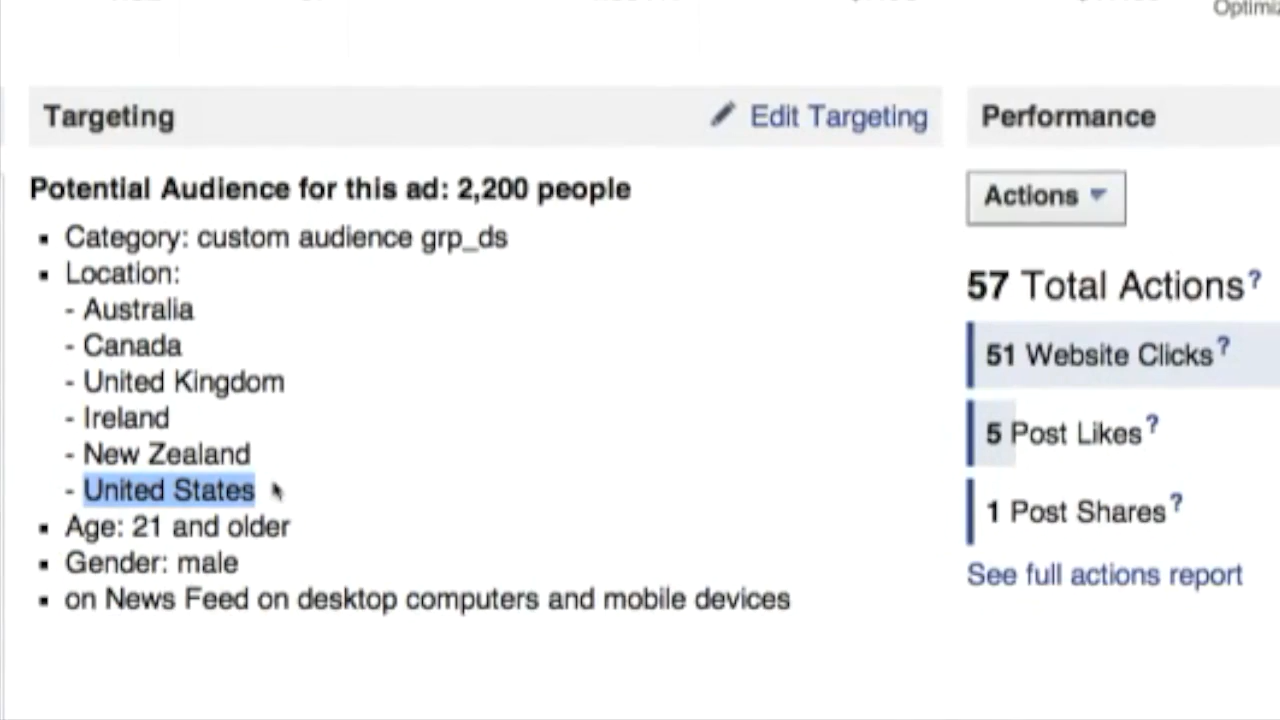 Targeting
Edit Targeting
Potential Audience for this ad: 2,200 people
▪ Category: custom audience grp_ds
▪ Location:
- Australia
- Canada
- United Kingdom
- Ireland
- New Zealand
- United States
▪ Age: 21 and older
▪ Gender: male
▪ on News Feed on desktop computers and mobile devices
Performance
Actions
57 Total Actions?
51 Website Clicks?
5 Post Likes?
1 Post Shares?
See full actions report